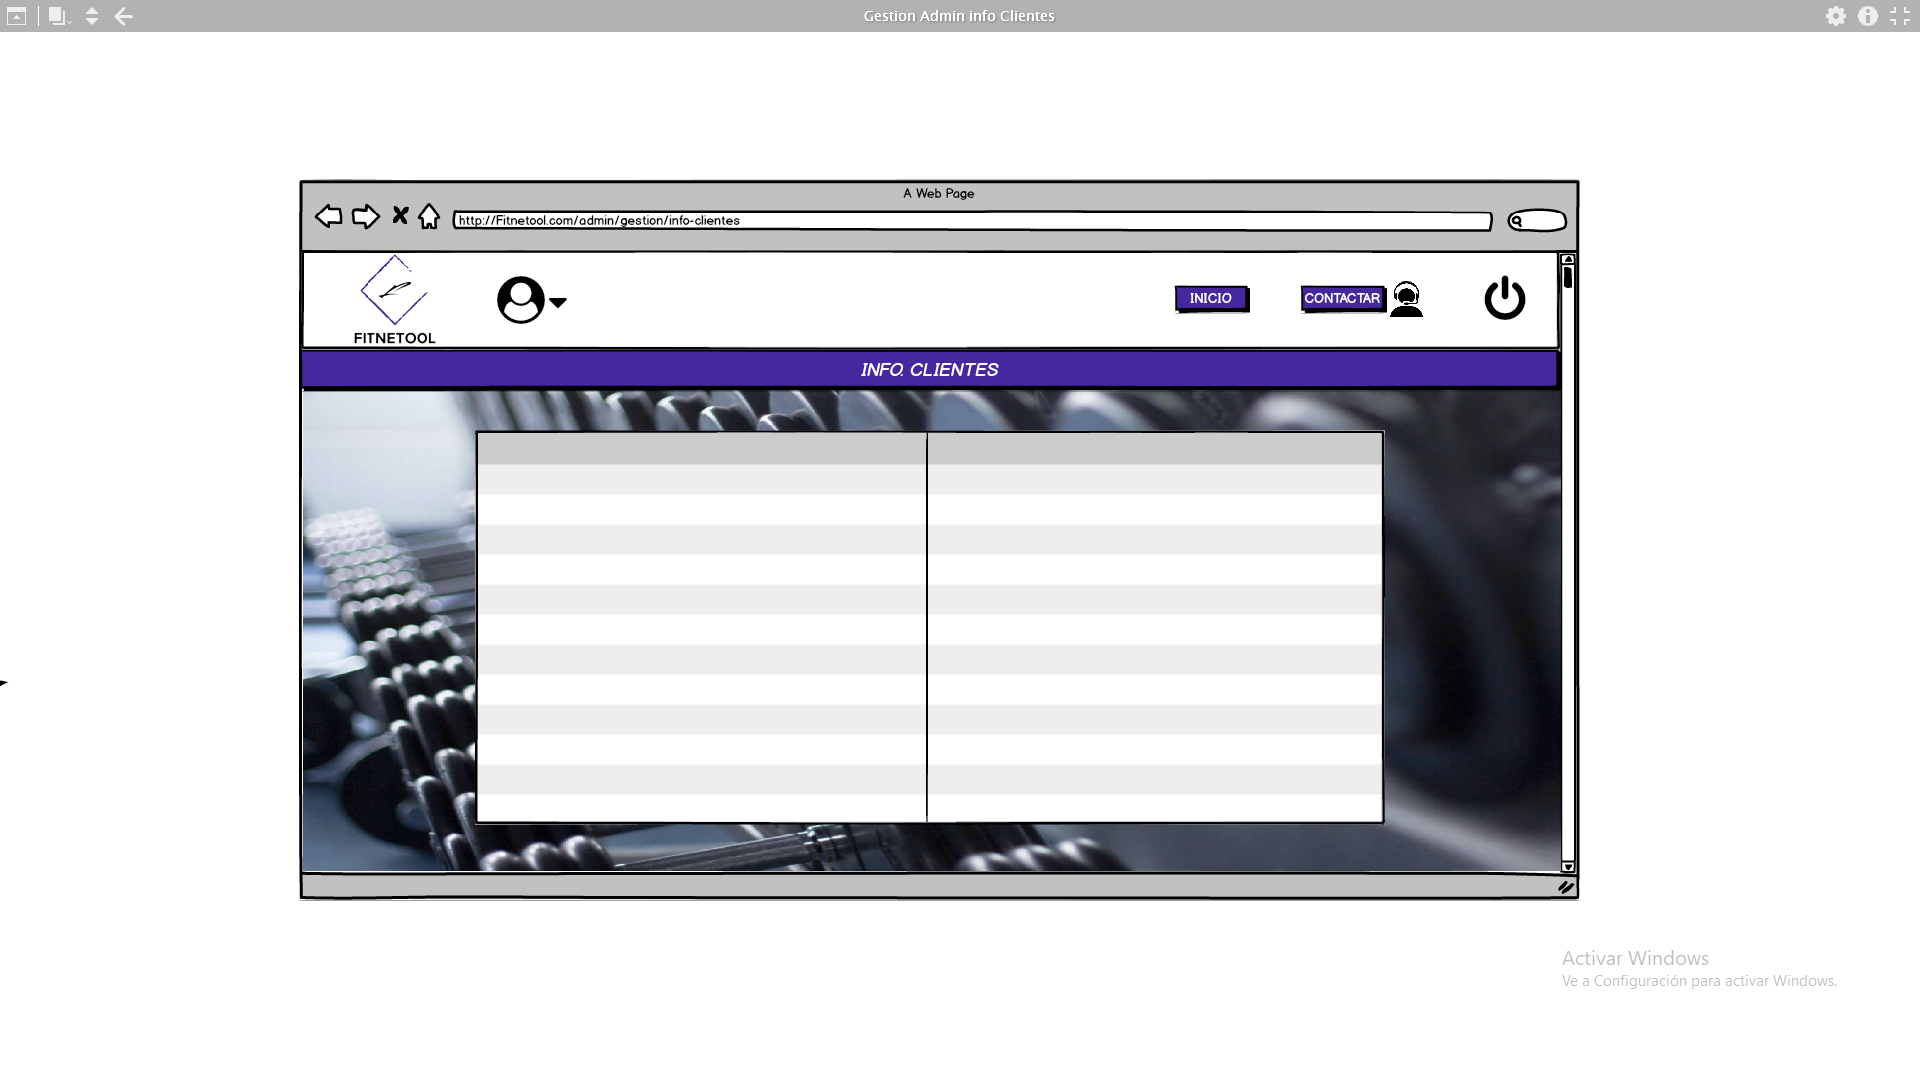 Gestion Admin info Clientes
A Web Page
http://Fitnetool.com/admin/gestion/info-clientes
FITNETOOL
INICIO
CONTACTAR
INFO. CLIENTES
Activar Windows
Ve a Configuración para activar Windows.